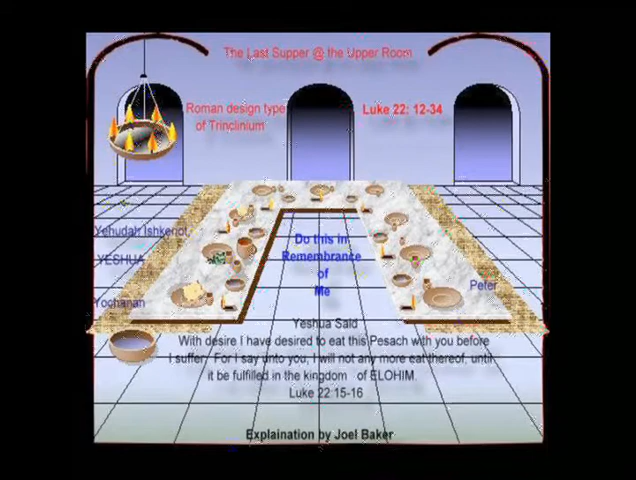 The Last Supper @ the Upper Room
Roman design type
of Trinclinium
Luke 22: 12-34
Yehudah Ishkeriot,
YESHUA
Yochanan
Do this in
Remembrance
of
Me
Peter
Yeshua Said
With desire I have desired to eat this Pesach with you before
I suffer: For I say unto you, I will not any more eat thereof, until
it be fulfilled in the kingdom of ELOHIM.
Luke 22:15-16
Explaination by Joel Baker